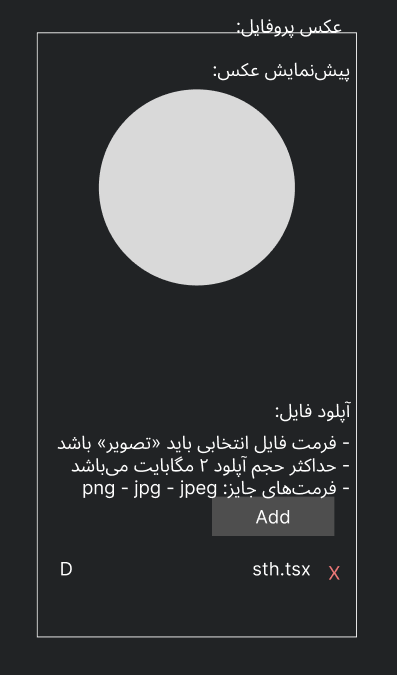 عکس پروفایل:
پیش‌نمایش عکس:
آپلود فایل:
- فرمت فایل انتخابی باید «تصویر» باشد
- حداکثر حجم آپلود ۲ مگابایت می‌باشد
- فرمت‌های جایز: png - jpg - jpeg
Add
X sth.tsx D